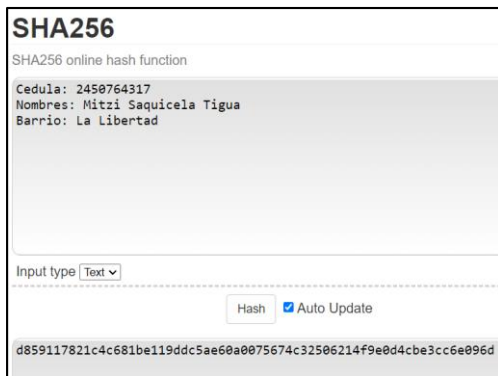 SHA256
SHA256 online hash function
Cedula: 2450764317
Nombres: Mitzi Saquicela Tigua
Barrio: La Libertad
Input type Text
Hash Auto Update
d859117821c4c681be119ddc5ae60a0075674c32506214f9e0d4cbe3cc6e096d